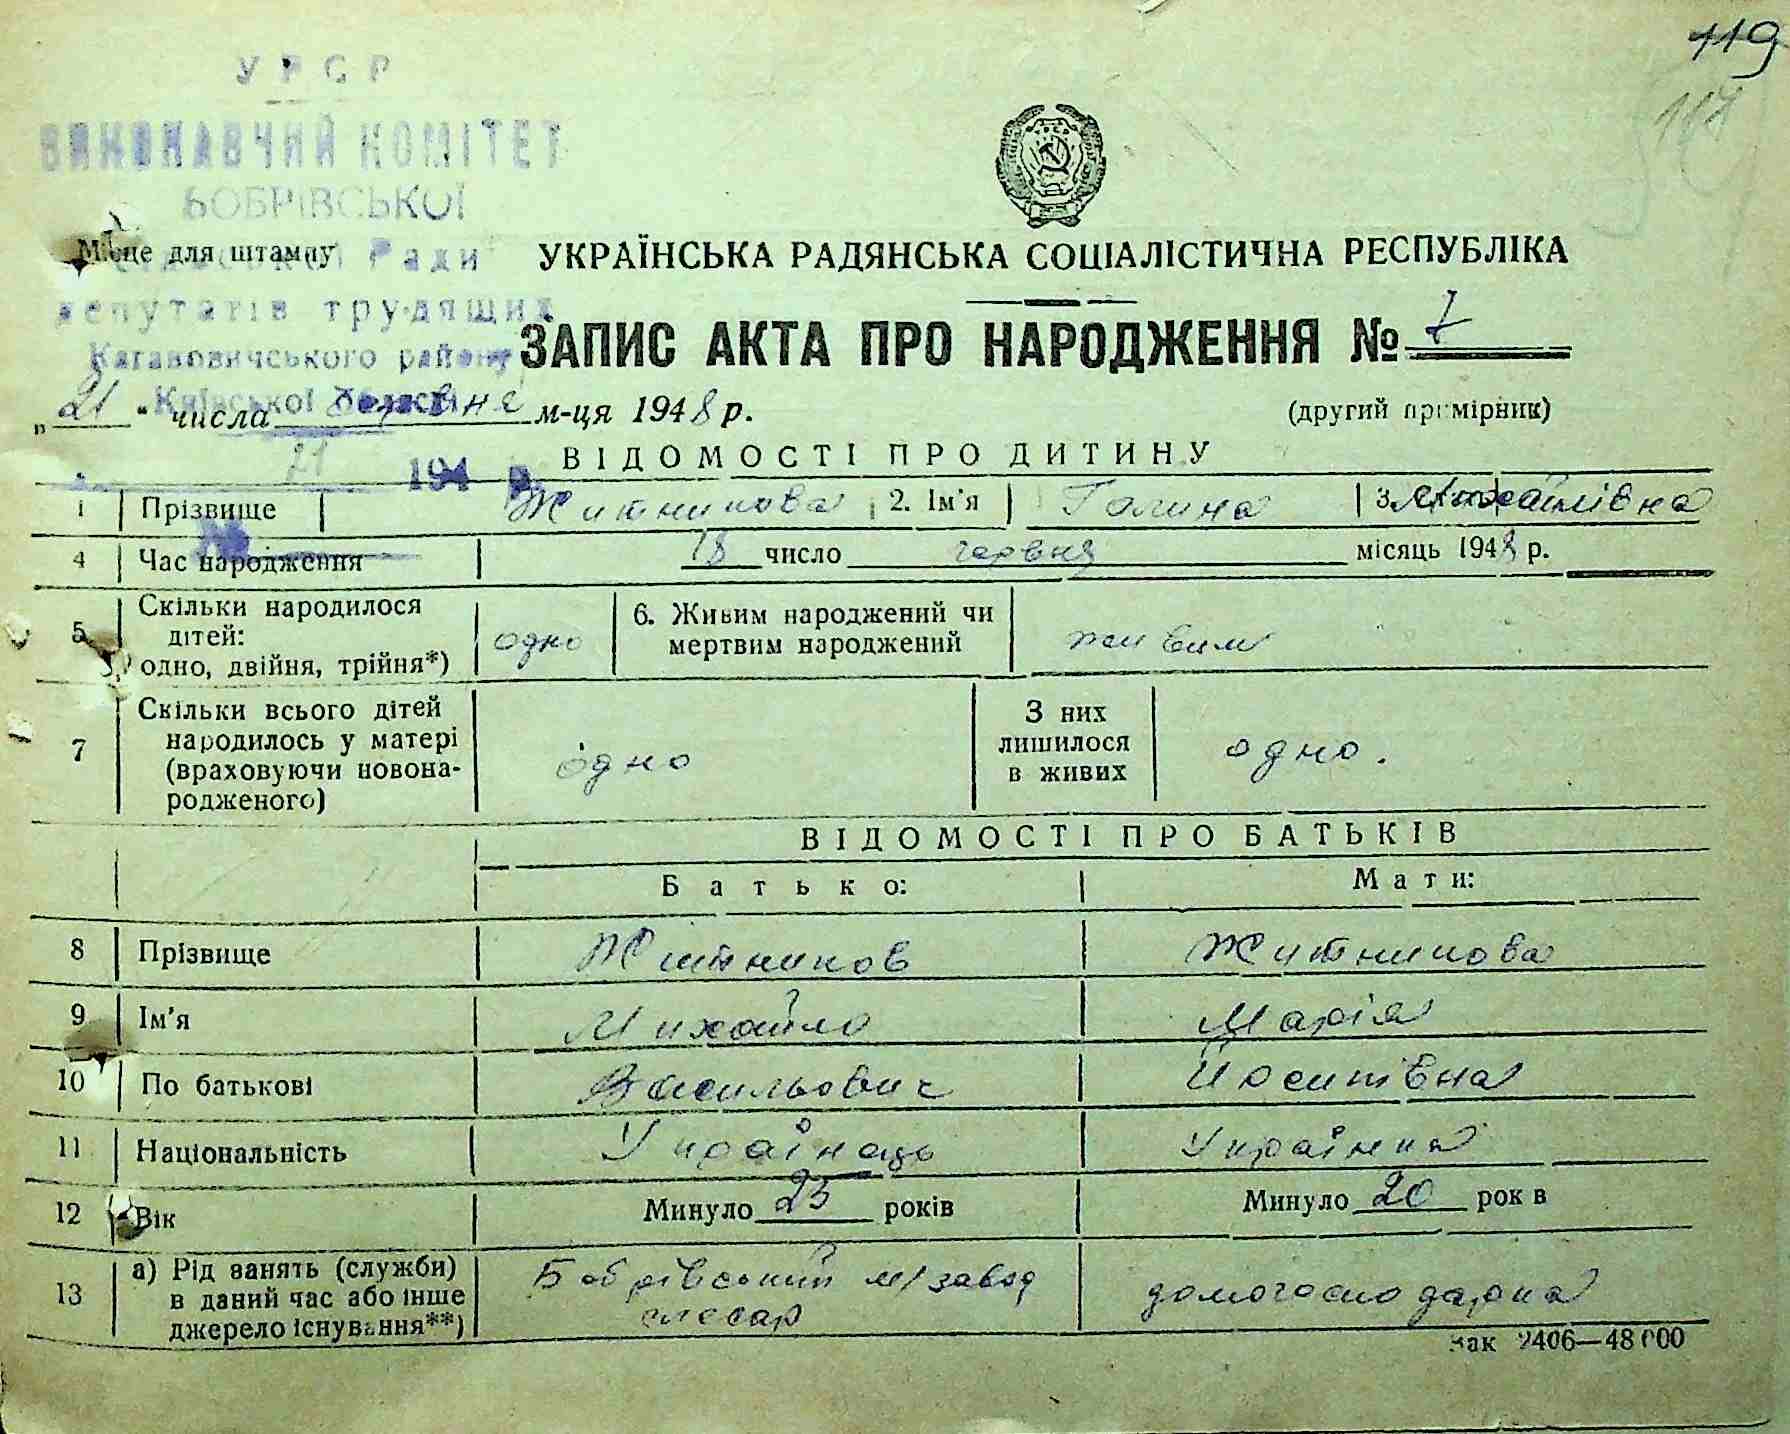 119
УРСР
ВИКОНАВЧИЙ КОМІТЕТ
БОБРІВСЬКОЇ
Місце для штампу
Ради
депутатів трудящих
Кагановичського району
Київської області
194 р.
№
УКРАЇНСЬКА РАДЯНСЬКА СОЦІАЛІСТИЧНА РЕСПУБЛІКА
ЗАПИС АКТА ПРО НАРОДЖЕННЯ № 7
„21“ числа червня м-ця 1948 р.
(другий примірник)
ВІДОМОСТІ ПРО ДИТИНУ
1 Прізвище Житникова 2. Ім'я Галина 3. Михайлівна
4 Час народження 18 число червня місяць 1948 р.
5 Скільки народилося дітей: одно, двійня, трійня*) одно 6. Живим народжений чи мертвим народжений живим
7 Скільки всього дітей народилось у матері (враховуючи новонародженого) одно З них лишилося в живих одно.
ВІДОМОСТІ ПРО БАТЬКІВ
Батько: Мати:
8 Прізвище Житников Житникова
9 Ім'я Михайло Марія
10 По батькові Васильович Йосипівна
11 Національність Українець Українка
12 Вік Минуло 23 років Минуло 20 рок в
13 а) Рід занять (служби) в даний час або інше джерело існування**) Бобрівський м/завод слесар домогосподарка
Зак 2406—48000